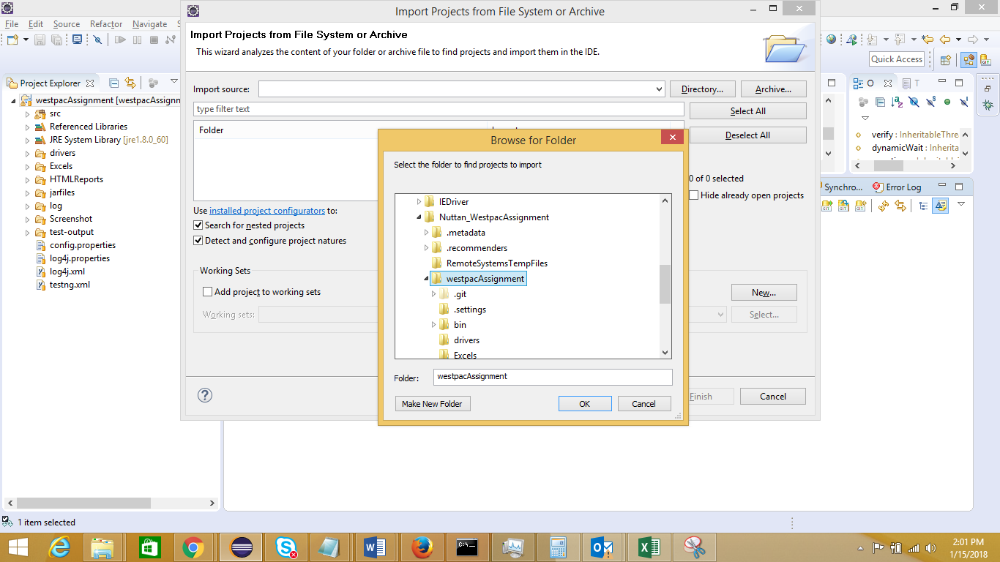 Import Projects from File System or Archive
File Edit Source Refactor Navigate
Quick Access
Project Explorer
westpacAssignment [westpacAssignn
src
Referenced Libraries
JRE System Library [jre1.8.0_60]
drivers
Excels
HTMLReports
jarfiles
log
Screenshot
test-output
config.properties
log4j.properties
log4j.xml
testng.xml
Import Projects from File System or Archive
This wizard analyzes the content of your folder or archive file to find projects and import them in the IDE.
Import source:
Directory...
Archive...
type filter text
Select All
Folder
Deselect All
0 of 0 selected
Hide already open projects
Use installed project configurators to:
Search for nested projects
Detect and configure project natures
Working Sets
Add project to working sets
New...
Working sets:
Select...
Finish
Cancel
Browse for Folder
Select the folder to find projects to import
IEDriver
Nuttan_WestpacAssignment
.metadata
.recommenders
RemoteSystemsTempFiles
westpacAssignment
.git
.settings
bin
drivers
Excels
Folder:
westpacAssignment
Make New Folder
OK
Cancel
O
T
verify : InheritableThre
dynamicWait : Inherita
Synchro...
Error Log
1 item selected
2:01 PM
1/15/2018